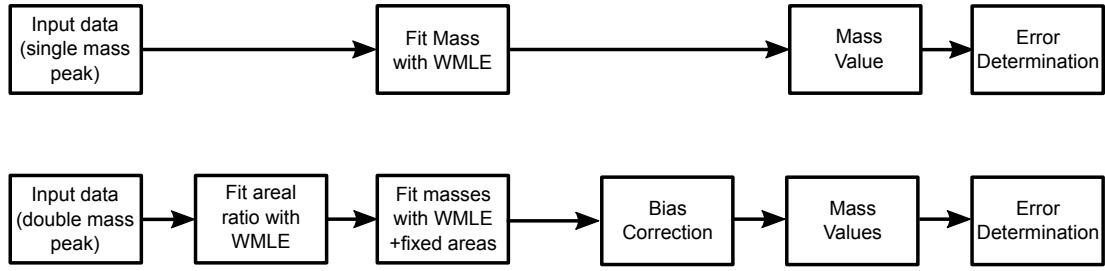 Input data
(single mass
peak)
Fit Mass
with WMLE
Mass
Value
Error
Determination
Input data
(double mass
peak)
Fit areal
ratio with
WMLE
Fit masses
with WMLE
+fixed areas
Bias
Correction
Mass
Values
Error
Determination